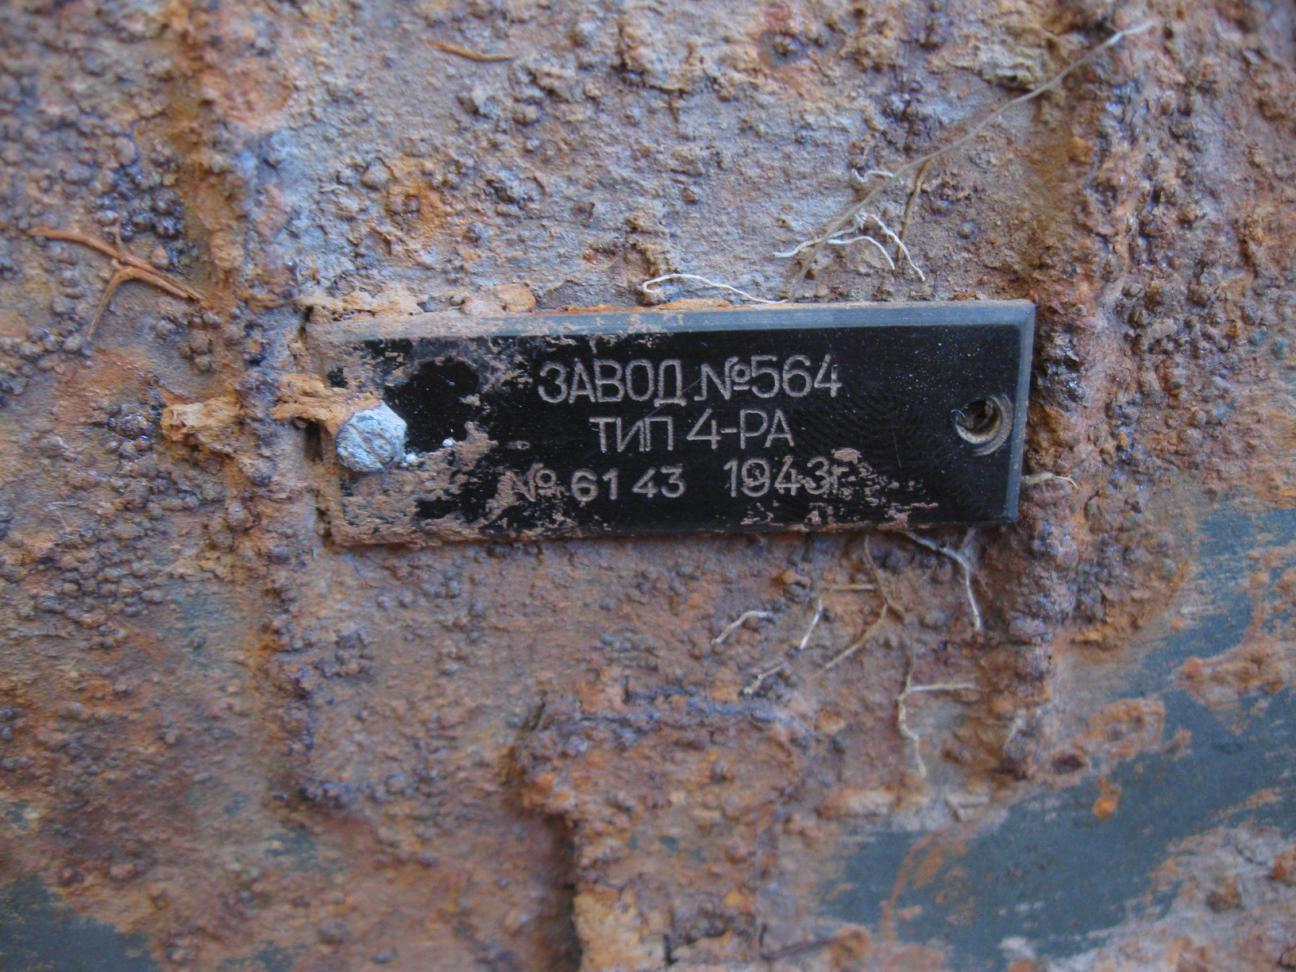 ЗАВОД №564
ТИП 4-РА
№ 6143 1943г.